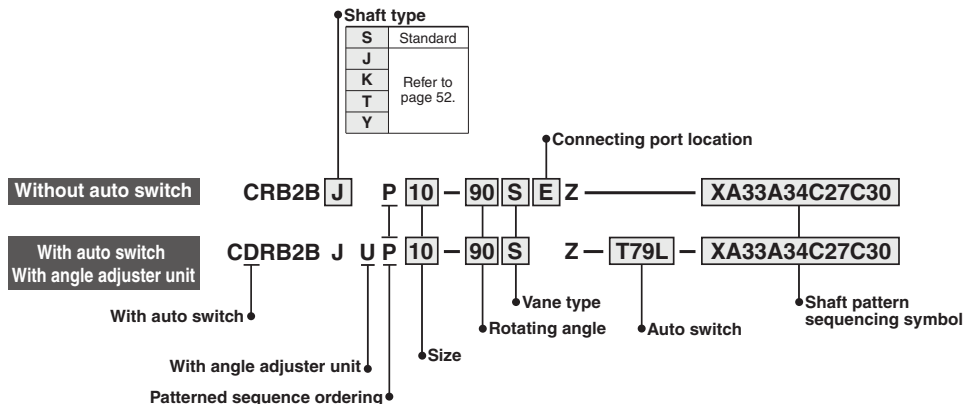 Shaft type
S Standard
J
K
T
Y
Refer to
page 52.
Connecting port location
Without auto switch CRB2B J P 10 – 90 S E Z — XA33A34C27C30
With auto switch
With angle adjuster unit
CDRB2B J U P 10 – 90 S Z – T79L – XA33A34C27C30
With auto switch
Vane type
Rotating angle
Auto switch
Shaft pattern
sequencing symbol
Size
With angle adjuster unit
Patterned sequence ordering